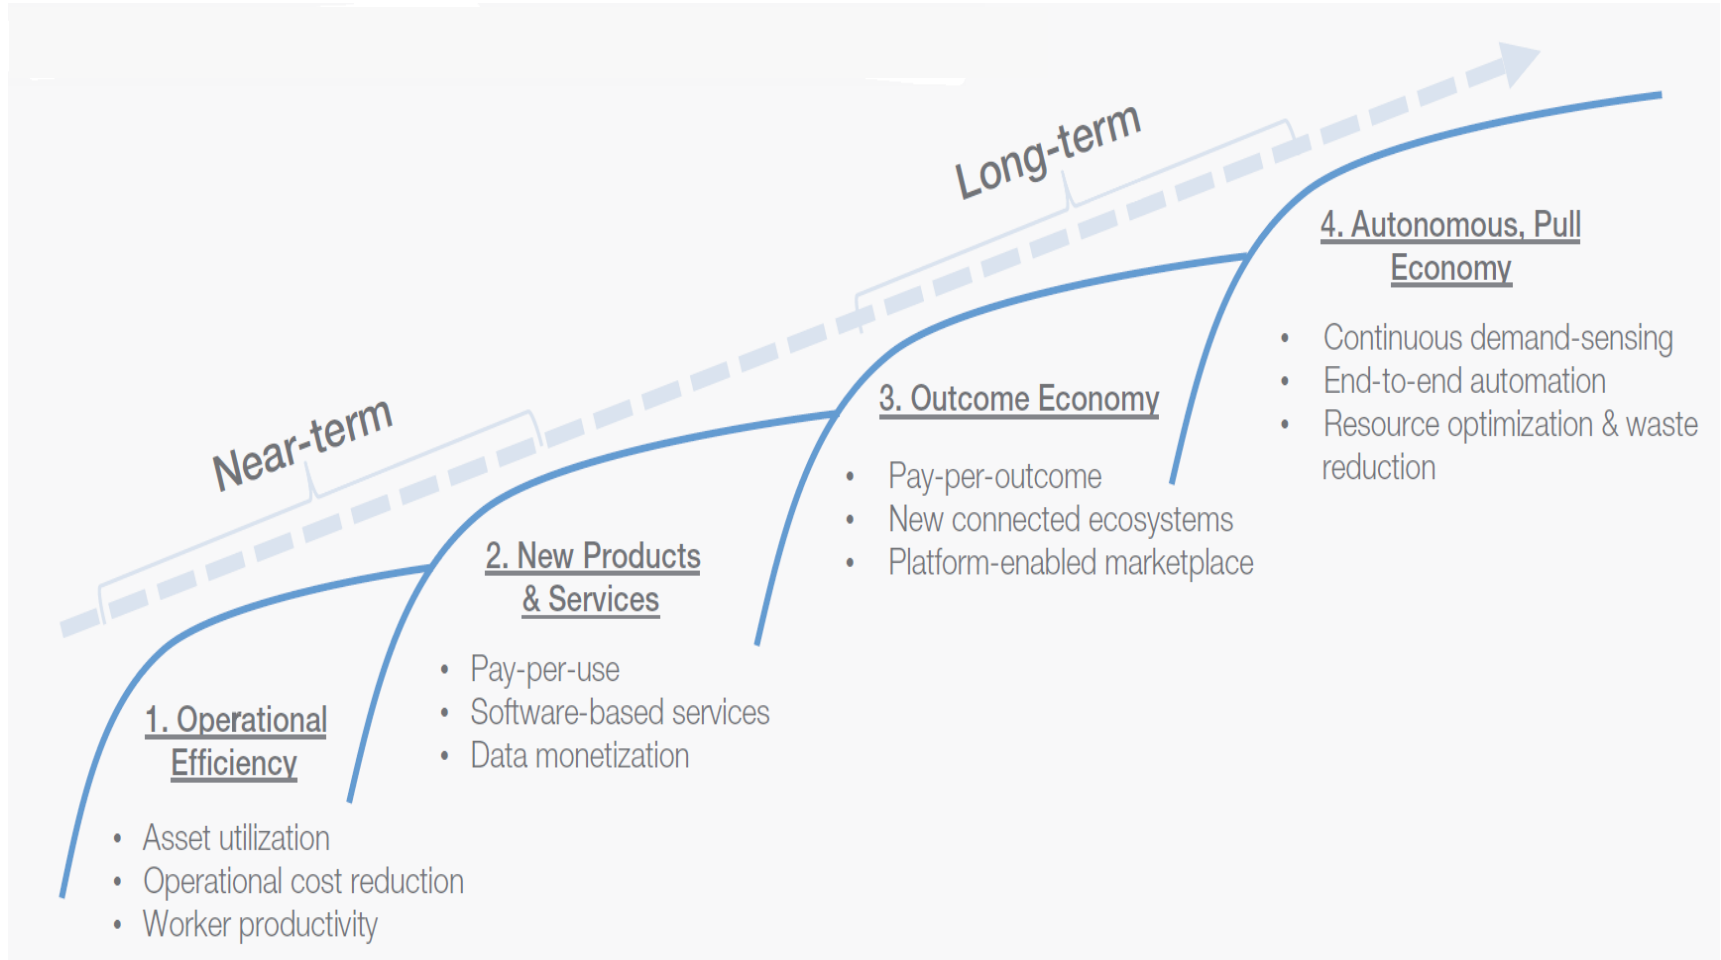 Near-term
Long-term
1. Operational
Efficiency
• Asset utilization
• Operational cost reduction
• Worker productivity
2. New Products
& Services
• Pay-per-use
• Software-based services
• Data monetization
3. Outcome Economy
• Pay-per-outcome
• New connected ecosystems
• Platform-enabled marketplace
4. Autonomous, Pull
Economy
• Continuous demand-sensing
• End-to-end automation
• Resource optimization & waste
reduction